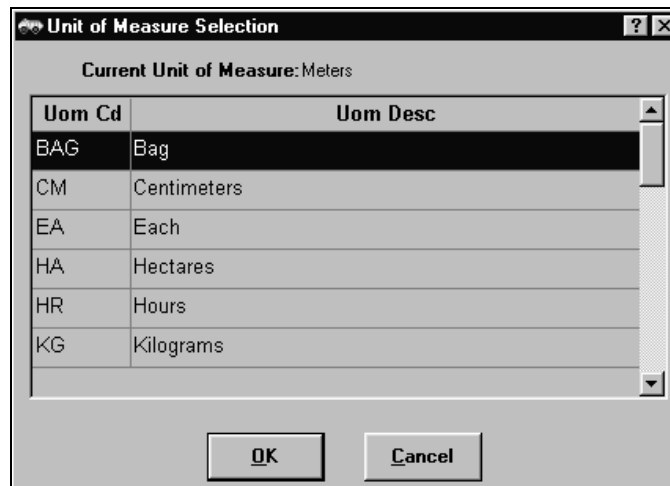 Unit of Measure Selection ? X
Current Unit of Measure: Meters
Uom Cd Uom Desc
BAG Bag
CM Centimeters
EA Each
HA Hectares
HR Hours
KG Kilograms
OK Cancel